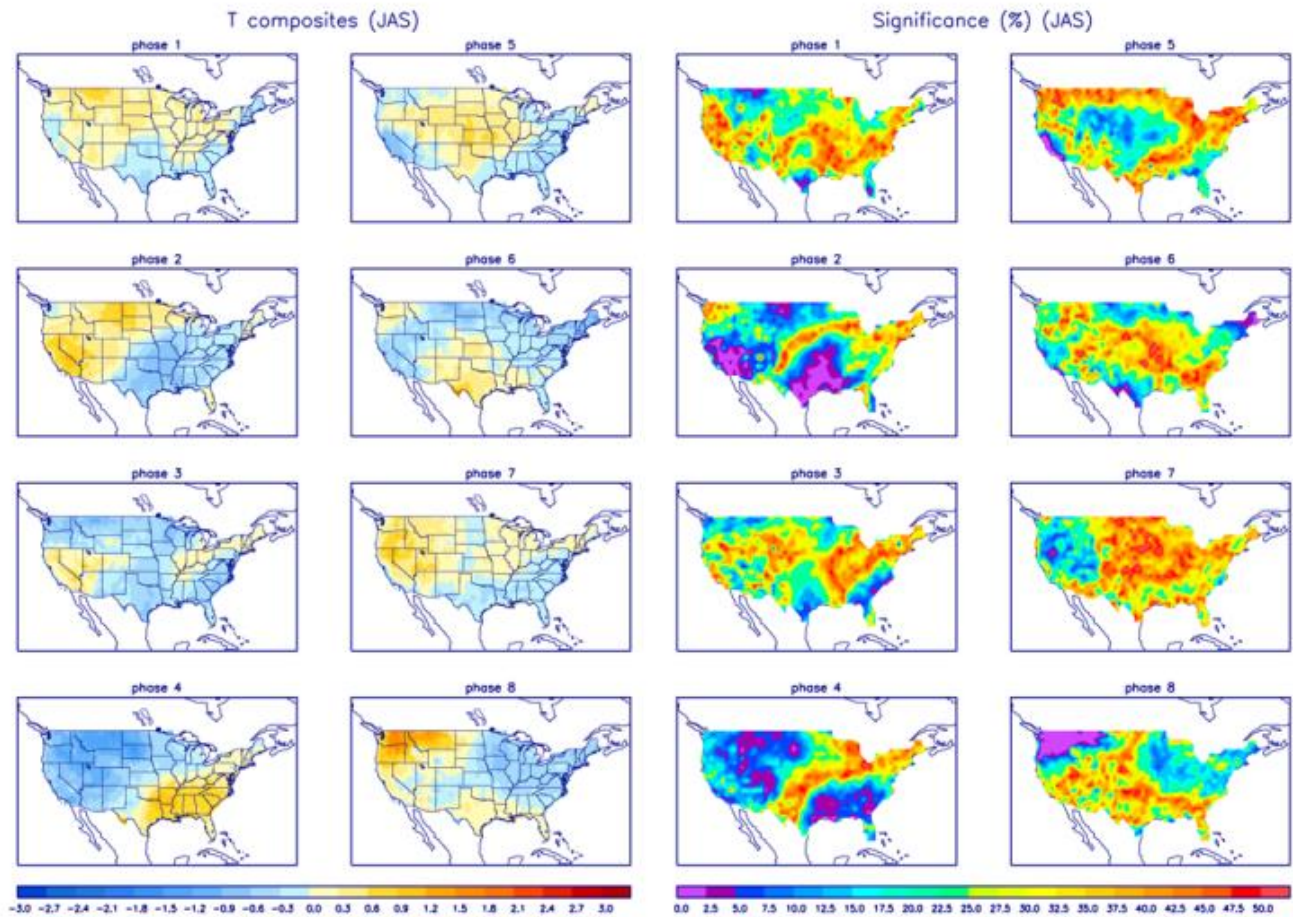 T composites (JAS)
Significance (%) (JAS)
phase 1
phase 5
phase 1
phase 5
phase 2
phase 6
phase 2
phase 6
phase 3
phase 7
phase 3
phase 7
phase 4
phase 8
phase 4
phase 8
-3.0 -2.7 -2.4 -2.1 -1.8 -1.5 -1.2 -0.9 -0.6 -0.3 0.0 0.3 0.6 0.9 1.2 1.5 1.8 2.1 2.4 2.7 3.0
0.0 2.5 5.0 7.5 10.0 12.5 15.0 17.5 20.0 22.5 25.0 27.5 30.0 32.5 35.0 37.5 40.0 42.5 45.0 47.5 50.0